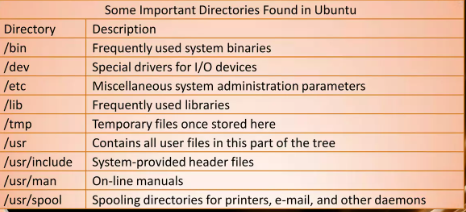 Some Important Directories Found in Ubuntu
Directory Description
/bin Frequently used system binaries
/dev Special drivers for I/O devices
/etc Miscellaneous system administration parameters
/lib Frequently used libraries
/tmp Temporary files once stored here
/usr Contains all user files in this part of the tree
/usr/include System-provided header files
/usr/man On-line manuals
/usr/spool Spooling directories for printers, e-mail, and other daemons